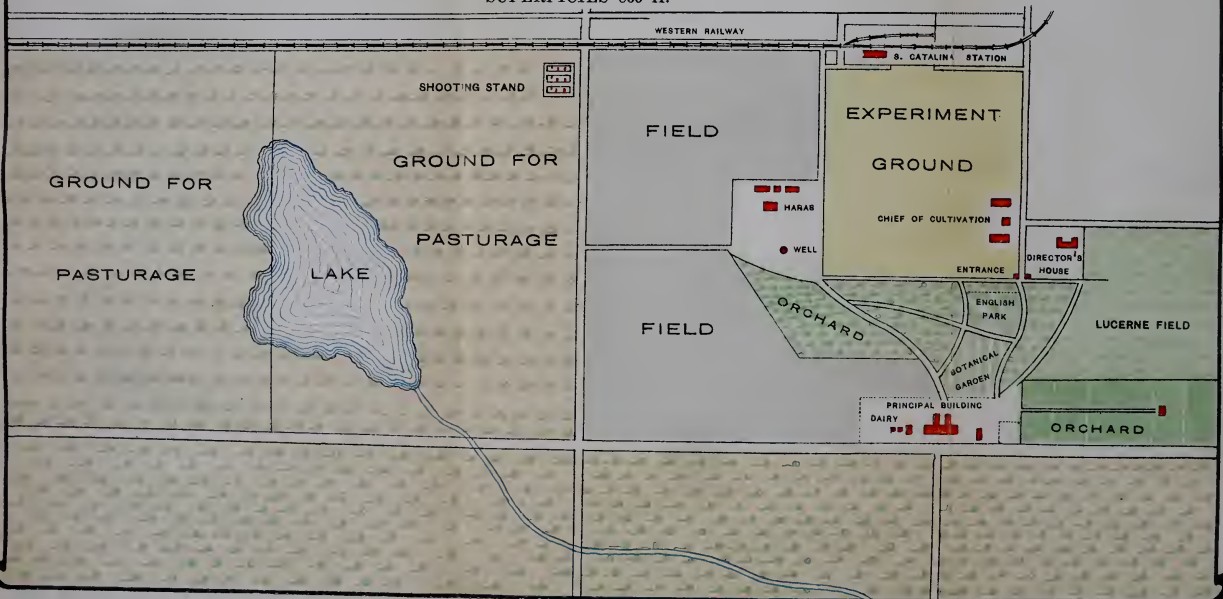 WESTERN RAILWAY
S. CATALINA STATION
SHOOTING STAND
GROUND FOR
PASTURAGE
LAKE
GROUND FOR
PASTURAGE
FIELD
EXPERIMENT
GROUND
HARAS
CHIEF OF CULTIVATION
WELL
ENTRANCE
DIRECTOR'S
HOUSE
FIELD
ORCHARD
ENGLISH
PARK
LUCERNE FIELD
BOTANICAL
GARDEN
PRINCIPAL BUILDING
DAIRY
ORCHARD